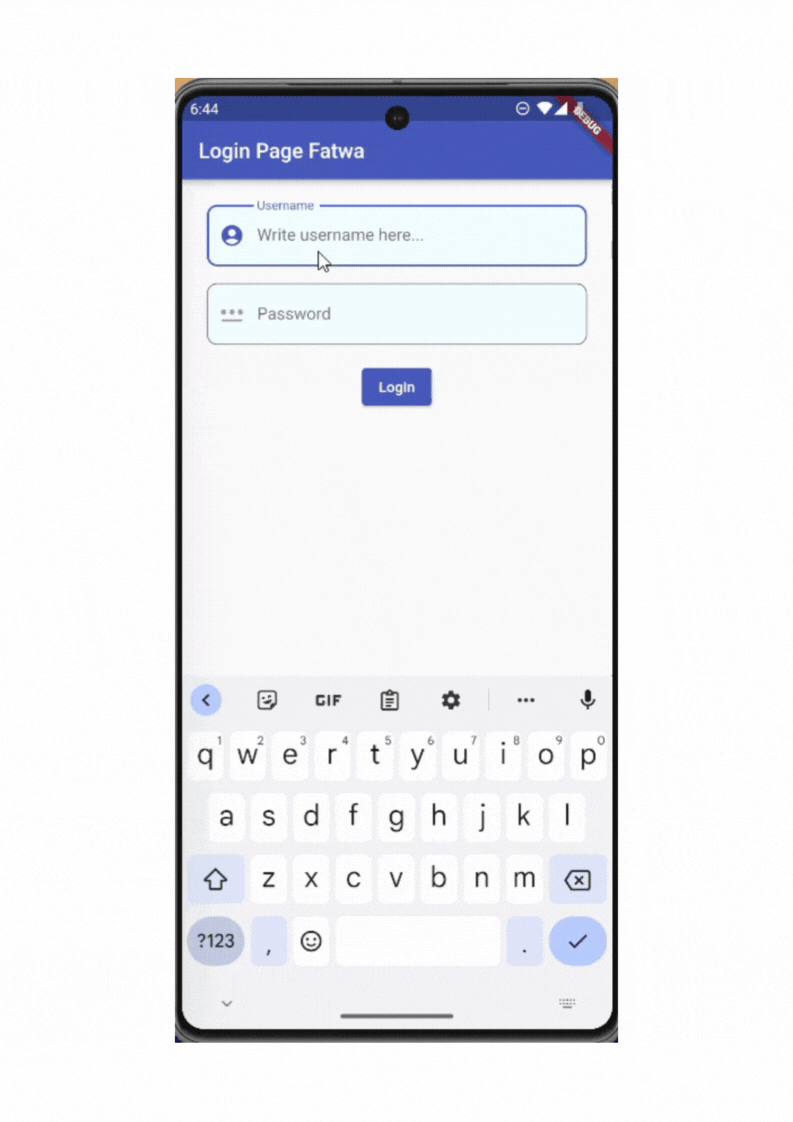 6:44
DEBUG
Login Page Fatwa
Username
Write username here...
Password
Login
GIF
q1 w2 e3 r4 t5 y6 u7 i8 o9 p0
a s d f g h j k l
z x c v b n m
?123 , .